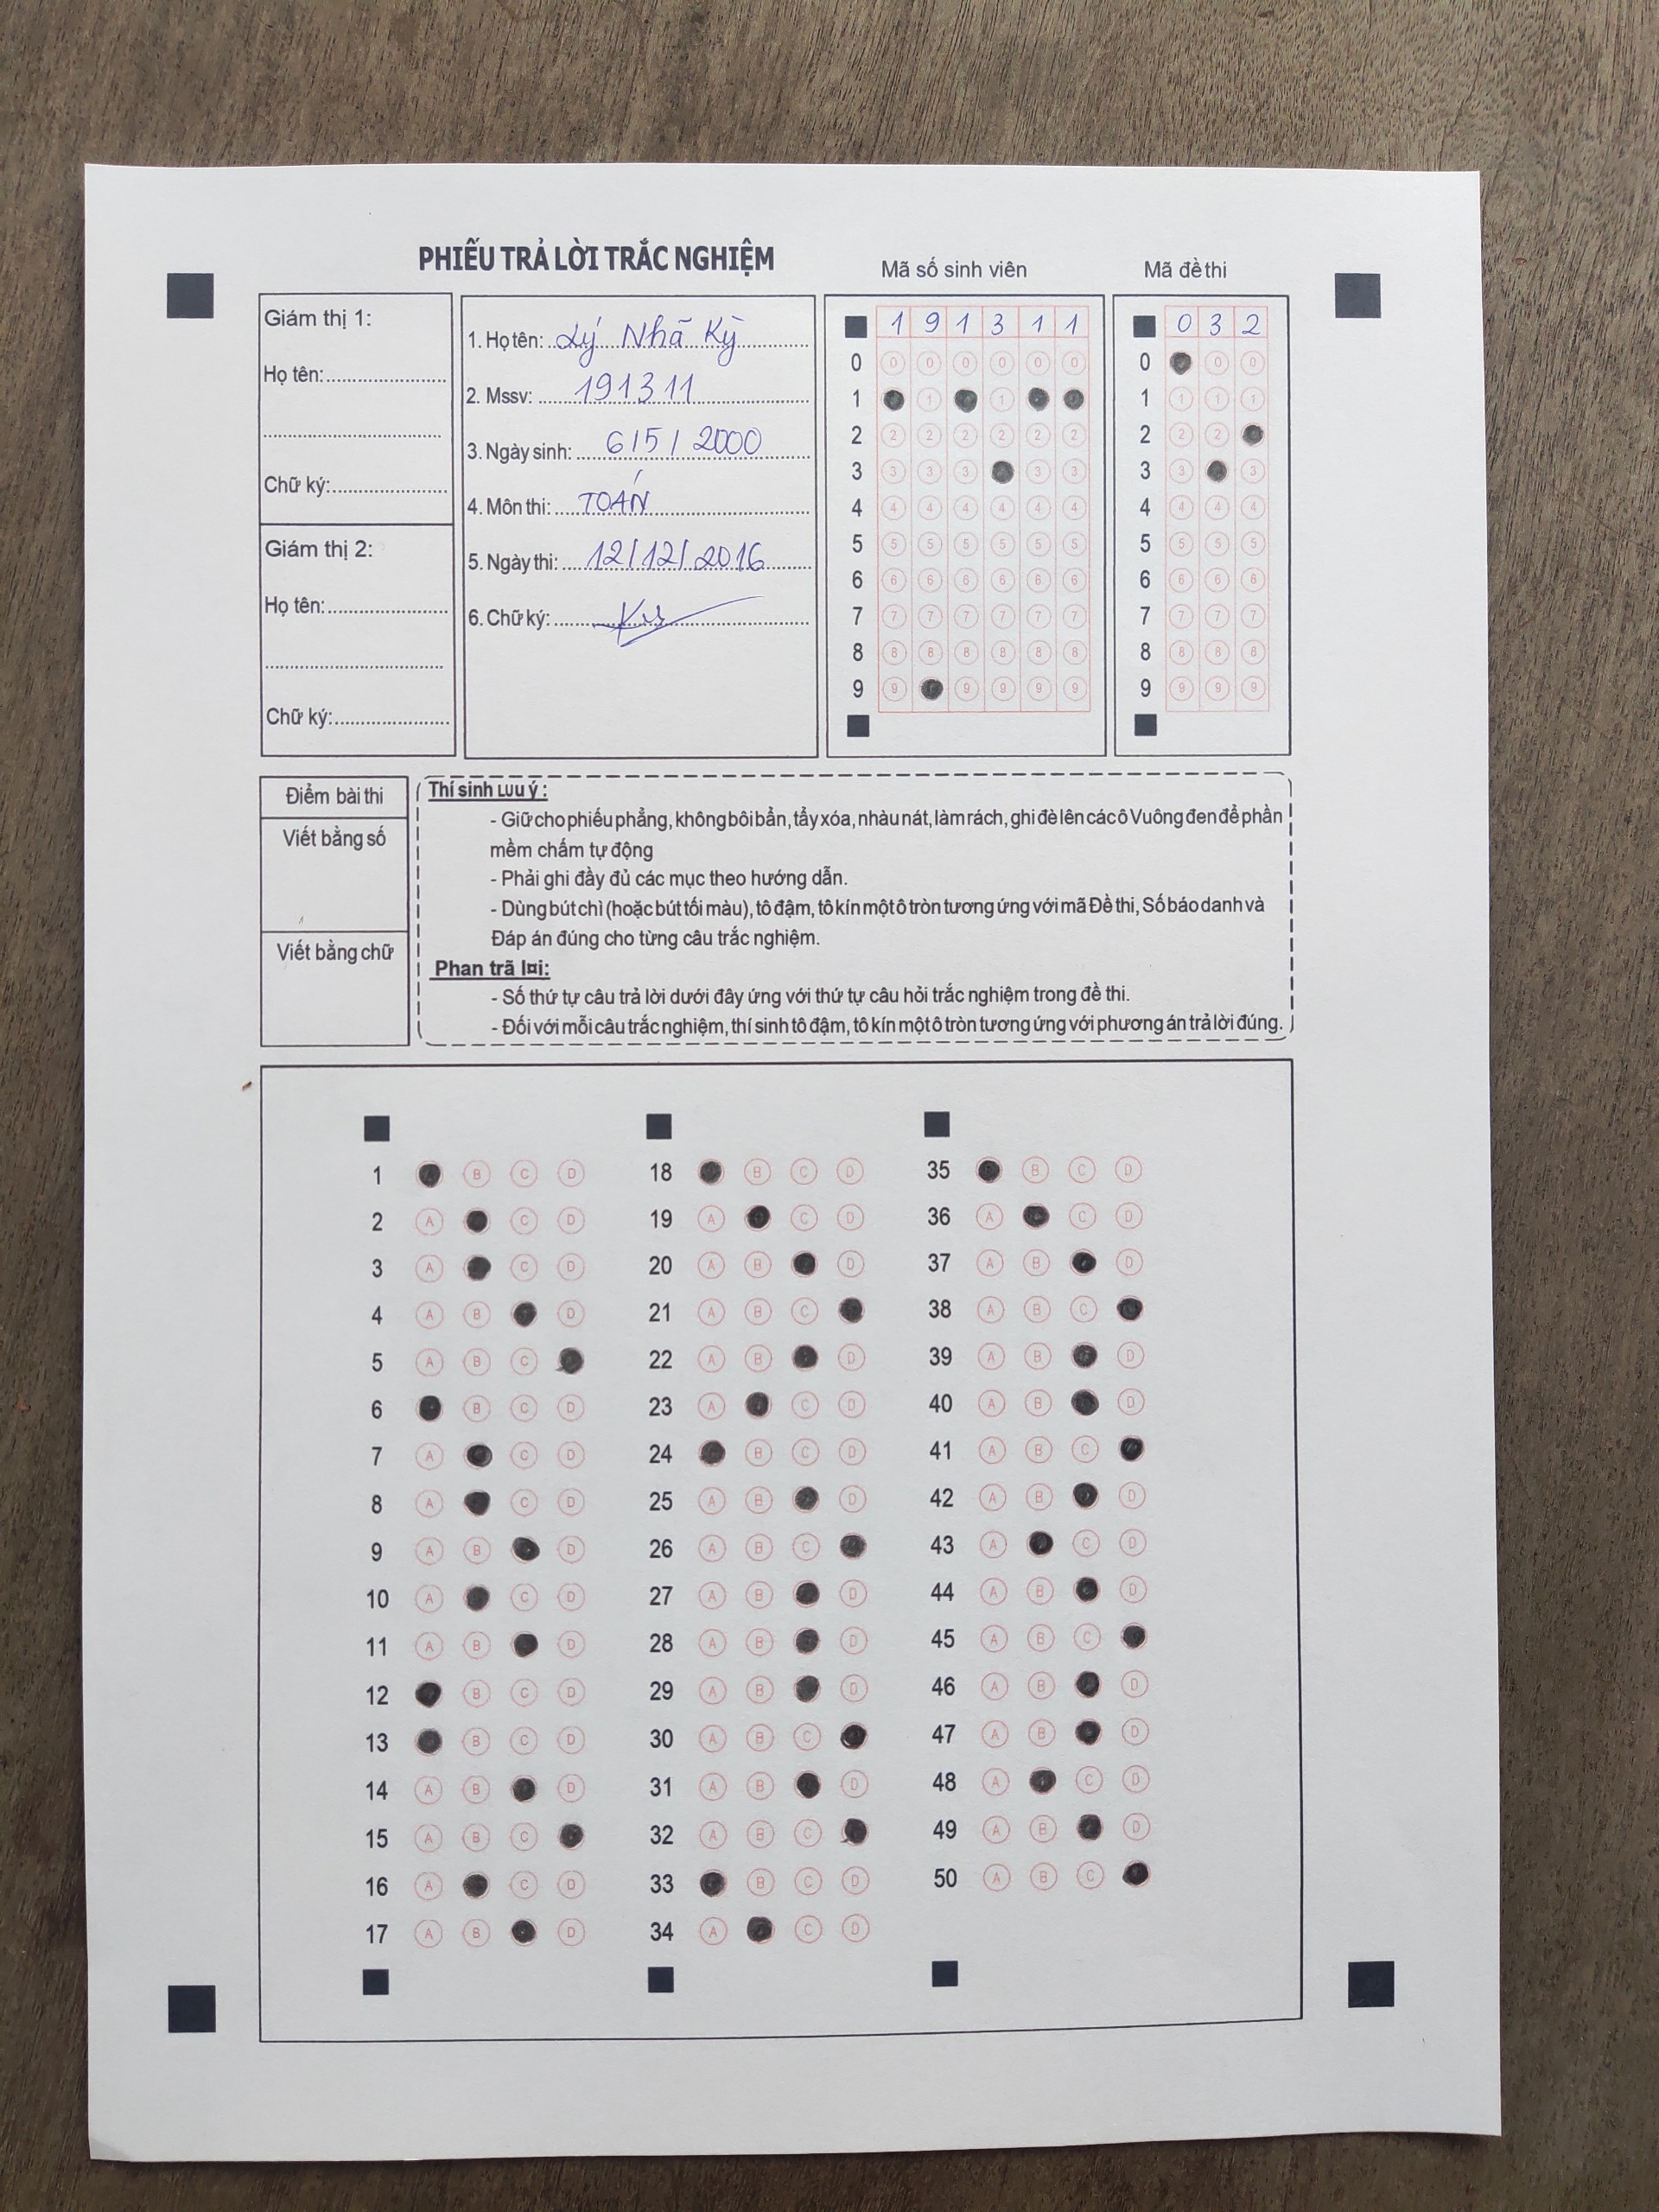 PHIẾU TRẢ LỜI TRẮC NGHIỆM
Mã số sinh viên
Mã đề thi
Giám thị 1:
Họ tên:
Chữ ký:
Giám thị 2:
Họ tên:
Chữ ký:
1. Họ tên: Lý Nhã Kỳ
2. Mssv: 191311
3. Ngày sinh: 6/5/2000
4. Môn thi: TOÁN
5. Ngày thi: 12/12/2016
6. Chữ ký:
1 9 1 3 1 1
0 0 0 0 0 0 0
1 1 1
2 2 2 2 2 2 2
3 3 3 3 3 3
4 4 4 4 4 4 4
5 5 5 5 5 5 5
6 6 6 6 6 6 6
7 7 7 7 7 7 7
8 8 8 8 8 8 8
9 9 9 9 9 9
0 3 2
0 0 0
1 1 1 1
2 2 2
3 3 3
4 4 4 4
5 5 5 5
6 6 6 6
7 7 7 7
8 8 8 8
9 9 9 9
Điểm bài thi
Viết bằng số
Viết bằng chữ
Thí sinh Lưu ý :
- Giữ cho phiếu phẳng, không bôi bẩn, tẩy xóa, nhàu nát, làm rách, ghi đè lên các ô Vuông đen để phần
mềm chấm tự động
- Phải ghi đầy đủ các mục theo hướng dẫn.
- Dùng bút chì (hoặc bút tối màu), tô đậm, tô kín một ô tròn tương ứng với mã Đề thi, Số báo danh và
Đáp án đúng cho từng câu trắc nghiệm.
Phan trã l¤i:
- Số thứ tự câu trả lời dưới đây ứng với thứ tự câu hỏi trắc nghiệm trong đề thi.
- Đối với mỗi câu trắc nghiệm, thí sinh tô đậm, tô kín một ô tròn tương ứng với phương án trả lời đúng.
1 B C D
2 A C D
3 A C D
4 A B D
5 A B C
6 B C D
7 A C D
8 A C D
9 A B D
10 A C D
11 A B D
12 B C D
13 B C D
14 A B D
15 A B C
16 A C D
17 A B D
18 B C D
19 A C D
20 A B D
21 A B C
22 A B D
23 A C D
24 B C D
25 A B D
26 A B C
27 A B D
28 A B D
29 A B D
30 A B C
31 A B D
32 A B C
33 B C D
34 A C D
35 B C D
36 A C D
37 A B D
38 A B C
39 A B D
40 A B D
41 A B C
42 A B D
43 A C D
44 A B D
45 A B C
46 A B D
47 A B D
48 A C D
49 A B D
50 A B C